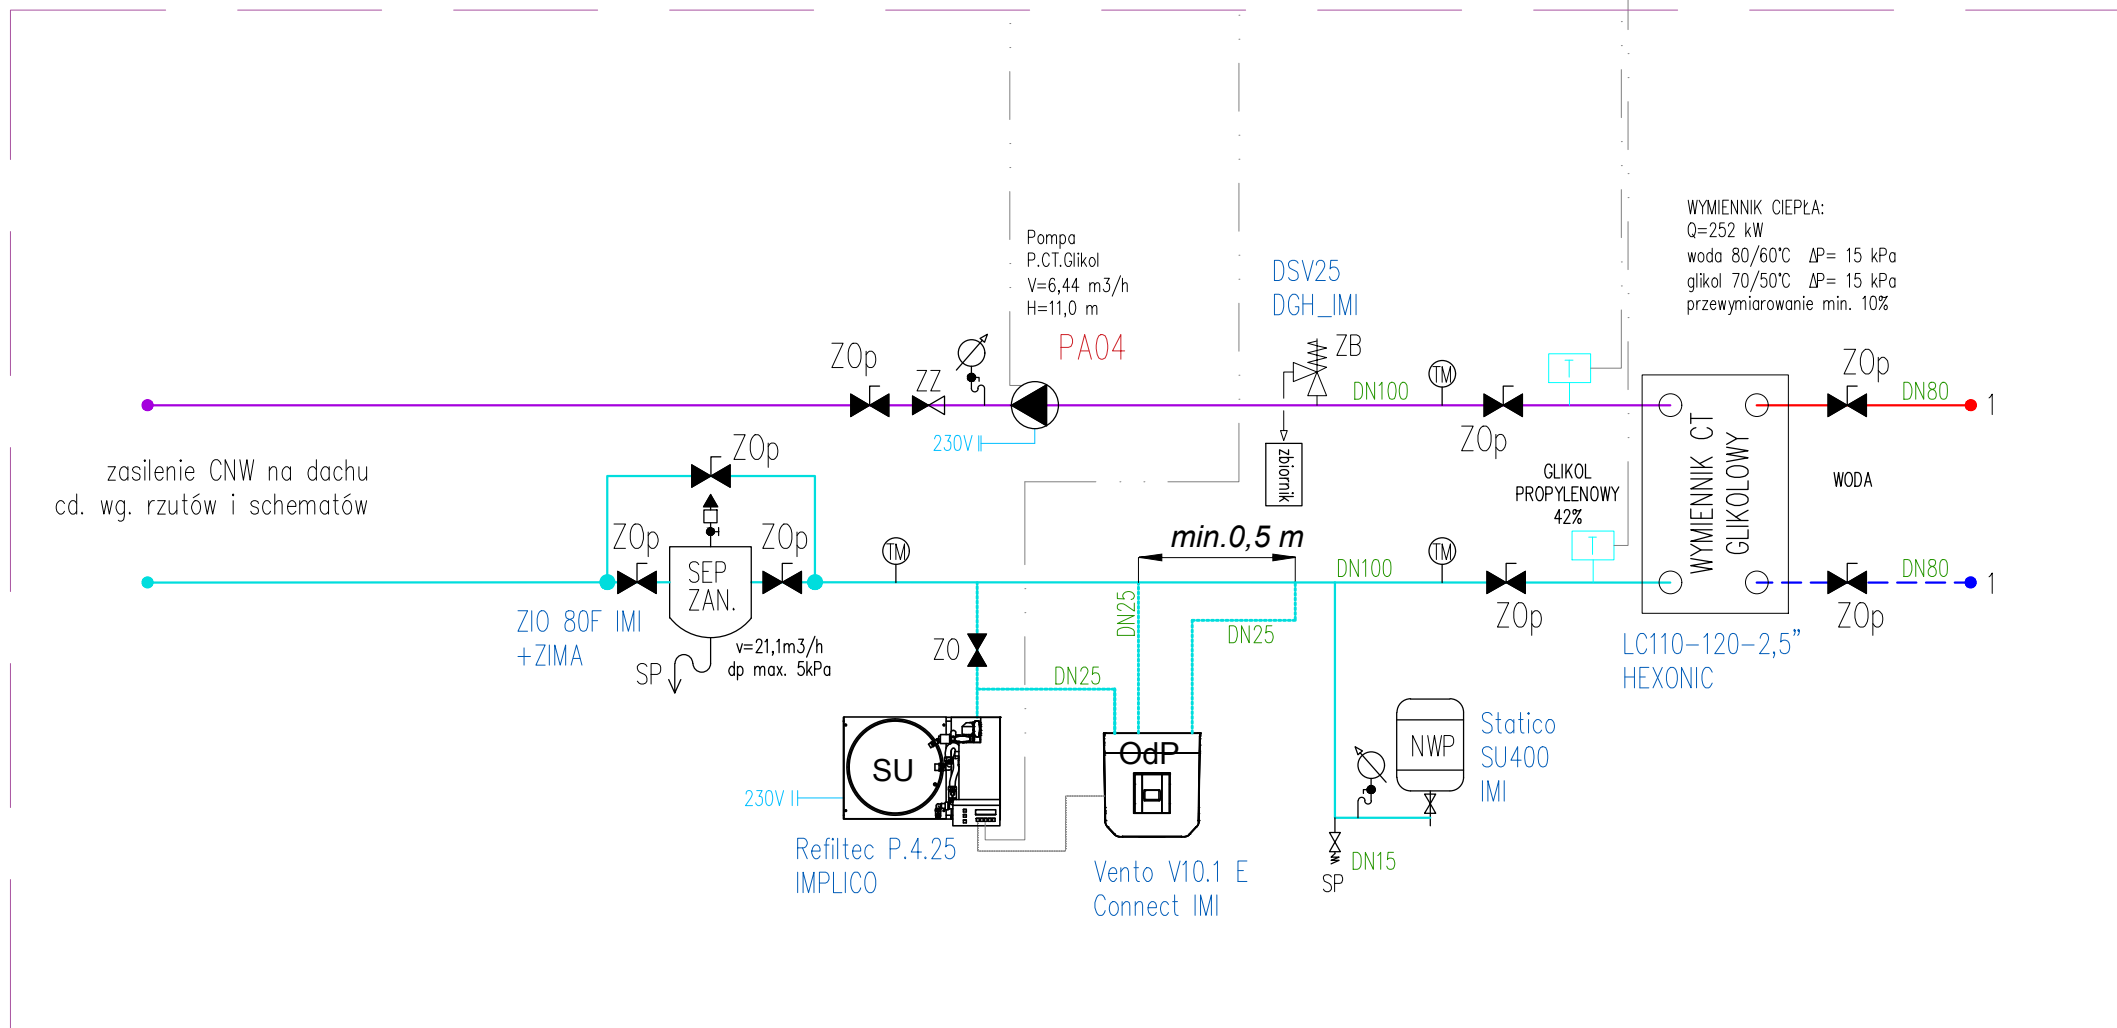 WYMIENNIK CIEPŁA:
Q=252 kW
woda 80/60°C ΔP= 15 kPa
glikol 70/50°C ΔP= 15 kPa
przewymiarowanie min. 10%
Pompa
P.CT.Glikol
V=6,44 m3/h
H=11,0 m
PA04
DSV25
DGH_IMI
ZB
ZOp
ZZ
230V
DN100
TM
ZOp
T
ZOp
DN80
1
zbiornik
zasilenie CNW na dachu
cd. wg. rzutów i schematów
ZOp
ZOp
ZOp
SEP
ZAN.
ZIO 80F IMI
+ZIMA
SP
v=21,1m3/h
dp max. 5kPa
TM
min.0,5 m
DN100
TM
ZOp
GLIKOL
PROPYLENOWY
42%
T
WYMIENNIK CT
GLIKOLOWY
WODA
DN80
1
ZOp
LC110-120-2,5”
HEXONIC
ZO
DN25
DN25
DN25
SU
230V
Refiltec P.4.25
IMPLICO
OdP
Vento V10.1 E
Connect IMI
NWP
Statico
SU400
IMI
DN15
SP